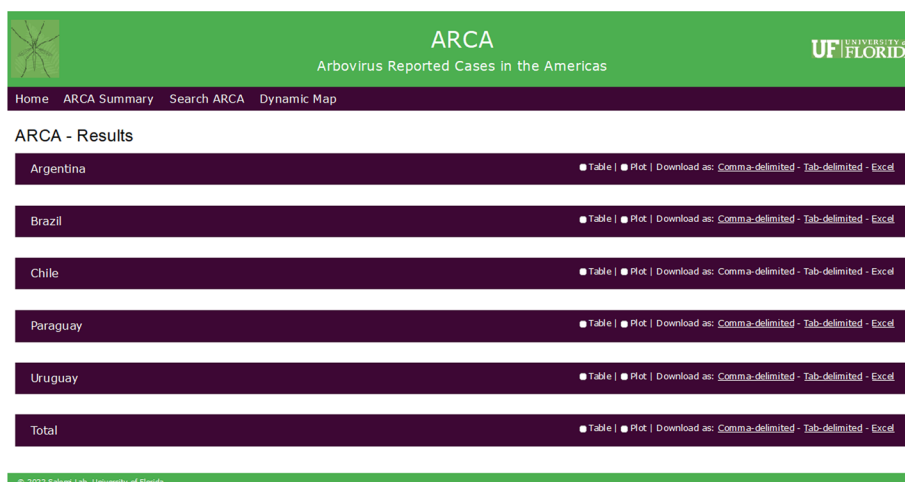 ARCA
Arbovirus Reported Cases in the Americas
UF UNIVERSITY
FLORID
Home ARCA Summary Search ARCA Dynamic Map
ARCA - Results
Argentina Table | Plot | Download as: Comma-delimited - Tab-delimited - Excel
Brazil Table | Plot | Download as: Comma-delimited - Tab-delimited - Excel
Chile Table | Plot | Download as: Comma-delimited - Tab-delimited - Excel
Paraguay Table | Plot | Download as: Comma-delimited - Tab-delimited - Excel
Uruguay Table | Plot | Download as: Comma-delimited - Tab-delimited - Excel
Total Table | Plot | Download as: Comma-delimited - Tab-delimited - Excel